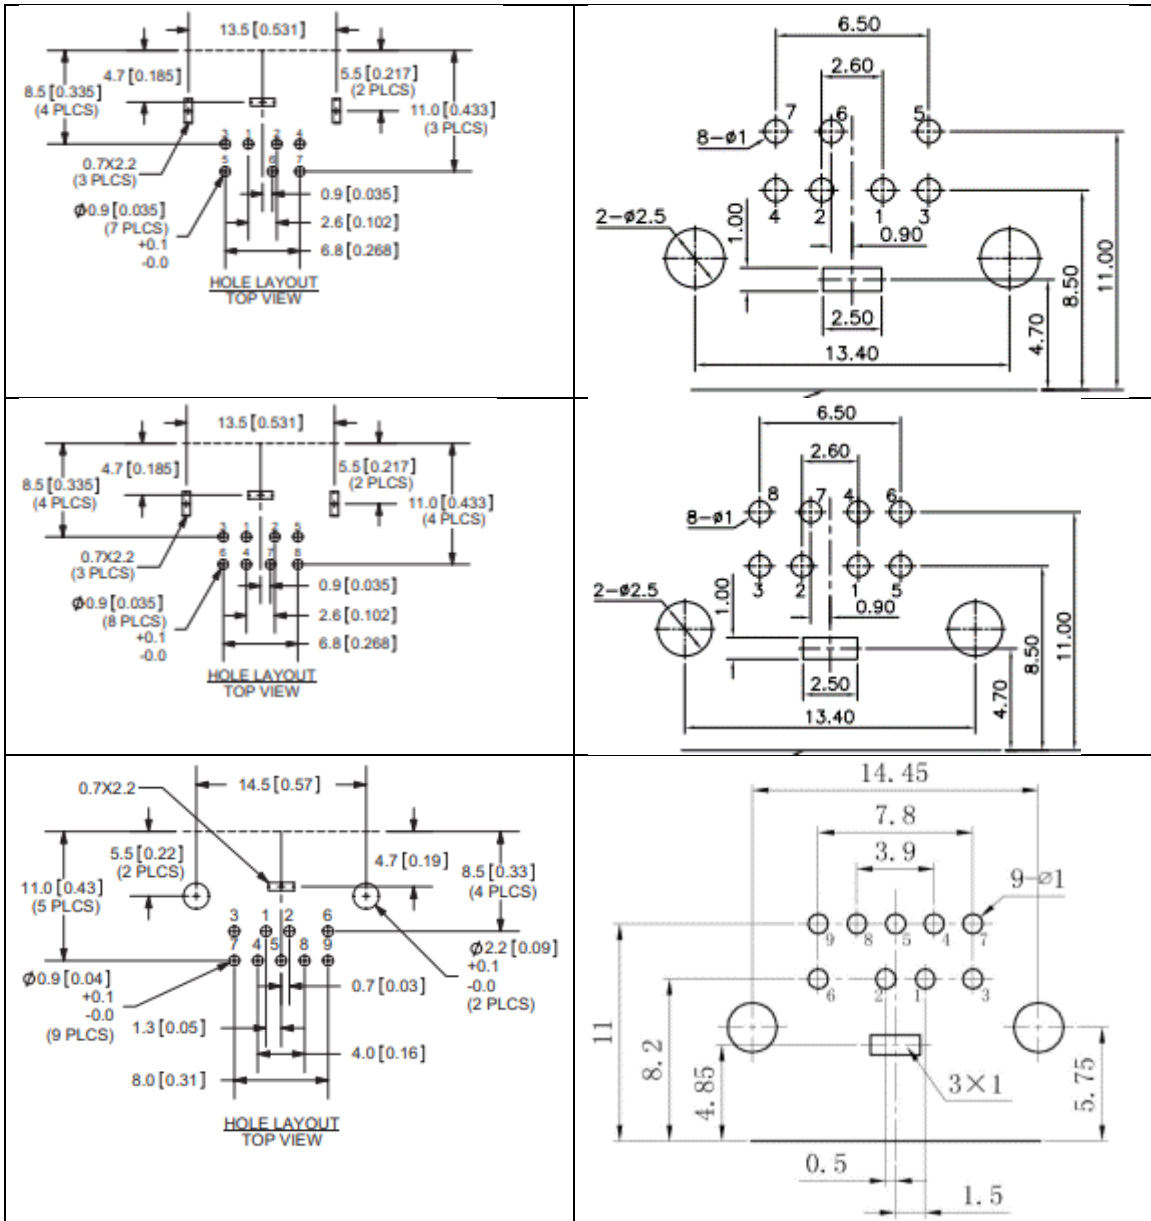 13.5 [0.531]
4.7 [0.185]
8.5 [0.335]
(4 PLCS)
5.5 [0.217]
(2 PLCS)
11.0 [0.433]
(3 PLCS)
3 1 2 4
5 6 7
0.7X2.2
(3 PLCS)
Ø0.9 [0.035]
(7 PLCS)
+0.1
-0.0
0.9 [0.035]
2.6 [0.102]
6.8 [0.268]
HOLE LAYOUT
TOP VIEW
6.50
2.60
7 6 5
8-ø1
4 2 1 3
2-ø2.5
1.00
0.90
2.50
13.40
4.70
8.50
11.00
13.5 [0.531]
4.7 [0.185]
8.5 [0.335]
(4 PLCS)
5.5 [0.217]
(2 PLCS)
11.0 [0.433]
(4 PLCS)
3 1 2 5
6 4 7 8
0.7X2.2
(3 PLCS)
Ø0.9 [0.035]
(8 PLCS)
+0.1
-0.0
0.9 [0.035]
2.6 [0.102]
6.8 [0.268]
HOLE LAYOUT
TOP VIEW
6.50
2.60
8 7 4 6
8-ø1
3 2 1 5
2-ø2.5
1.00
0.90
2.50
13.40
4.70
8.50
11.00
14.5 [0.57]
0.7X2.2
5.5 [0.22]
(2 PLCS)
11.0 [0.43]
(5 PLCS)
4.7 [0.19]
8.5 [0.33]
(4 PLCS)
3 1 2 6
7 4 5 8 9
Ø0.9 [0.04]
+0.1
-0.0
(9 PLCS)
Ø2.2 [0.09]
+0.1
-0.0
(2 PLCS)
0.7 [0.03]
1.3 [0.05]
4.0 [0.16]
8.0 [0.31]
HOLE LAYOUT
TOP VIEW
14.45
7.8
3.9
9-⌀1
9 8 5 4 7
6 2 1 3
11
8.2
4.85
3×1
5.75
0.5
1.5